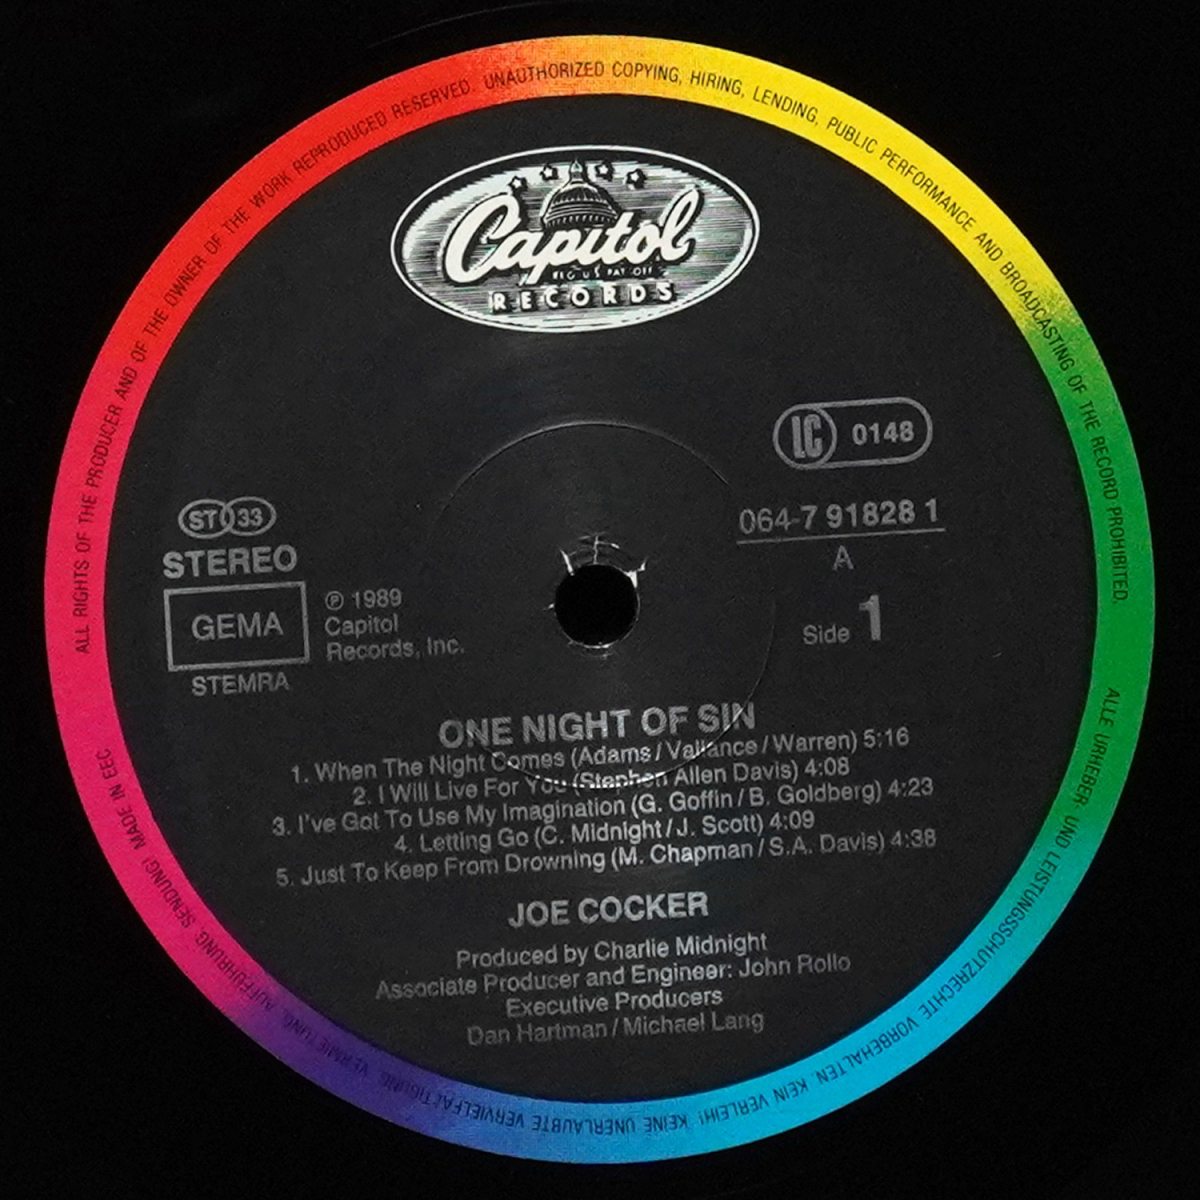 ALL RIGHTS OF THE PRODUCER AND OF THE OWNER OF THE WORK REPRODUCED RESERVED. UNAUTHORIZED COPYING, HIRING, LENDING, PUBLIC PERFORMANCE AND BROADCASTING OF THE RECORD PROHIBITED,
Capitol
REG. U.S. PAT. OFF.
RECORDS
LC 0148
064-7 91828 1
A
Side 1
ST 33
STEREO
GEMA
STEMRA
℗ 1989
Capitol
Records, Inc.
ONE NIGHT OF SIN
1. When The Night Comes (Adams/Vallance/Warren) 5:16
2. I Will Live For You (Stephen Allen Davis) 4:08
3. I've Got To Use My Imagination (G. Goffin/B. Goldberg) 4:23
4. Letting Go (C. Midnight/J. Scott) 4:09
5. Just To Keep From Drowning (M. Chapman/S.A. Davis) 4:38
JOE COCKER
Produced by Charlie Midnight
Associate Producer and Engineer: John Rollo
Executive Producers
Dan Hartman/Michael Lang
ALLE URHEBER- UND LEISTUNGSSCHUTZRECHTE VORBEHALTEN. KEIN VERLEIH! KEINE UNERLAUBTE VERVIELFÄLTIGUNG, VERMIETUNG, AUFFÜHRUNG, SENDUNG! MADE IN EEC